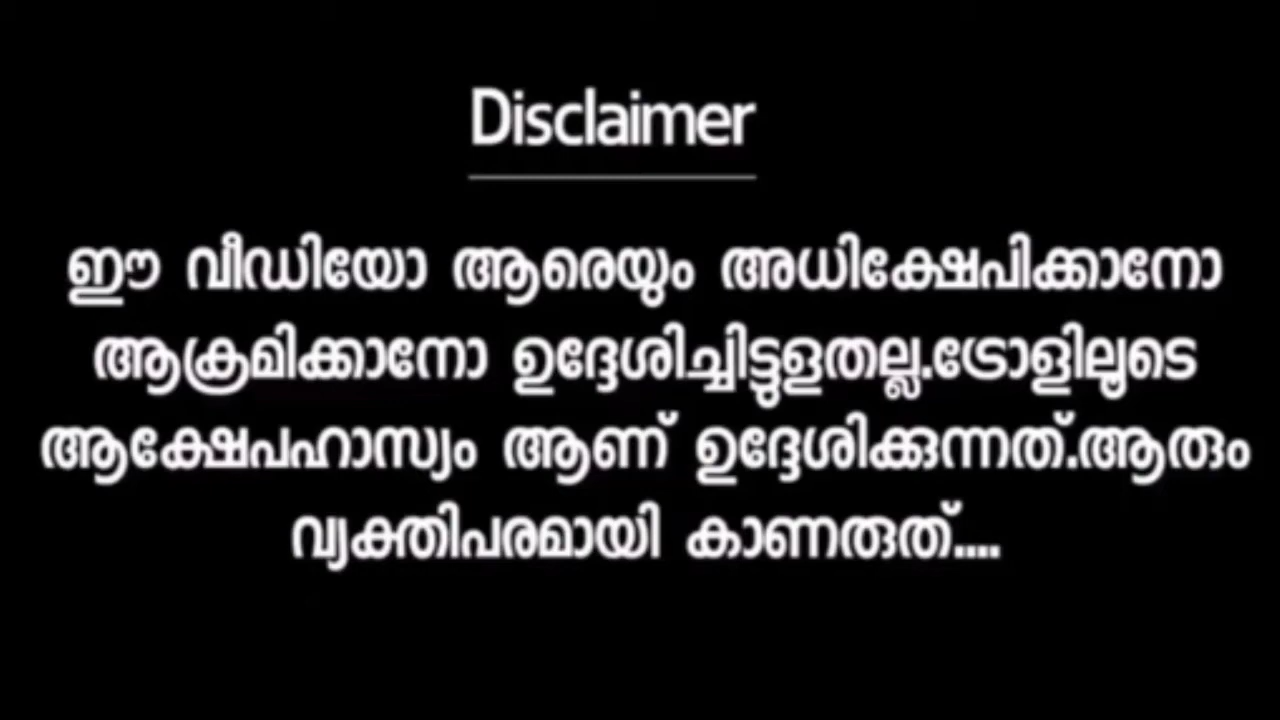 Disclaimer
ഈ വീഡിയോ ആരെയും അധിക്ഷേപിക്കാനോ
ആക്രമിക്കാനോ ഉദ്ദേശിച്ചിട്ടുളതല്ല.ട്രോളിലൂടെ
ആക്ഷേപഹാസ്യം ആണ് ഉദ്ദേശിക്കുന്നത്.ആരും
വ്യക്തിപരമായി കാണരുത്....